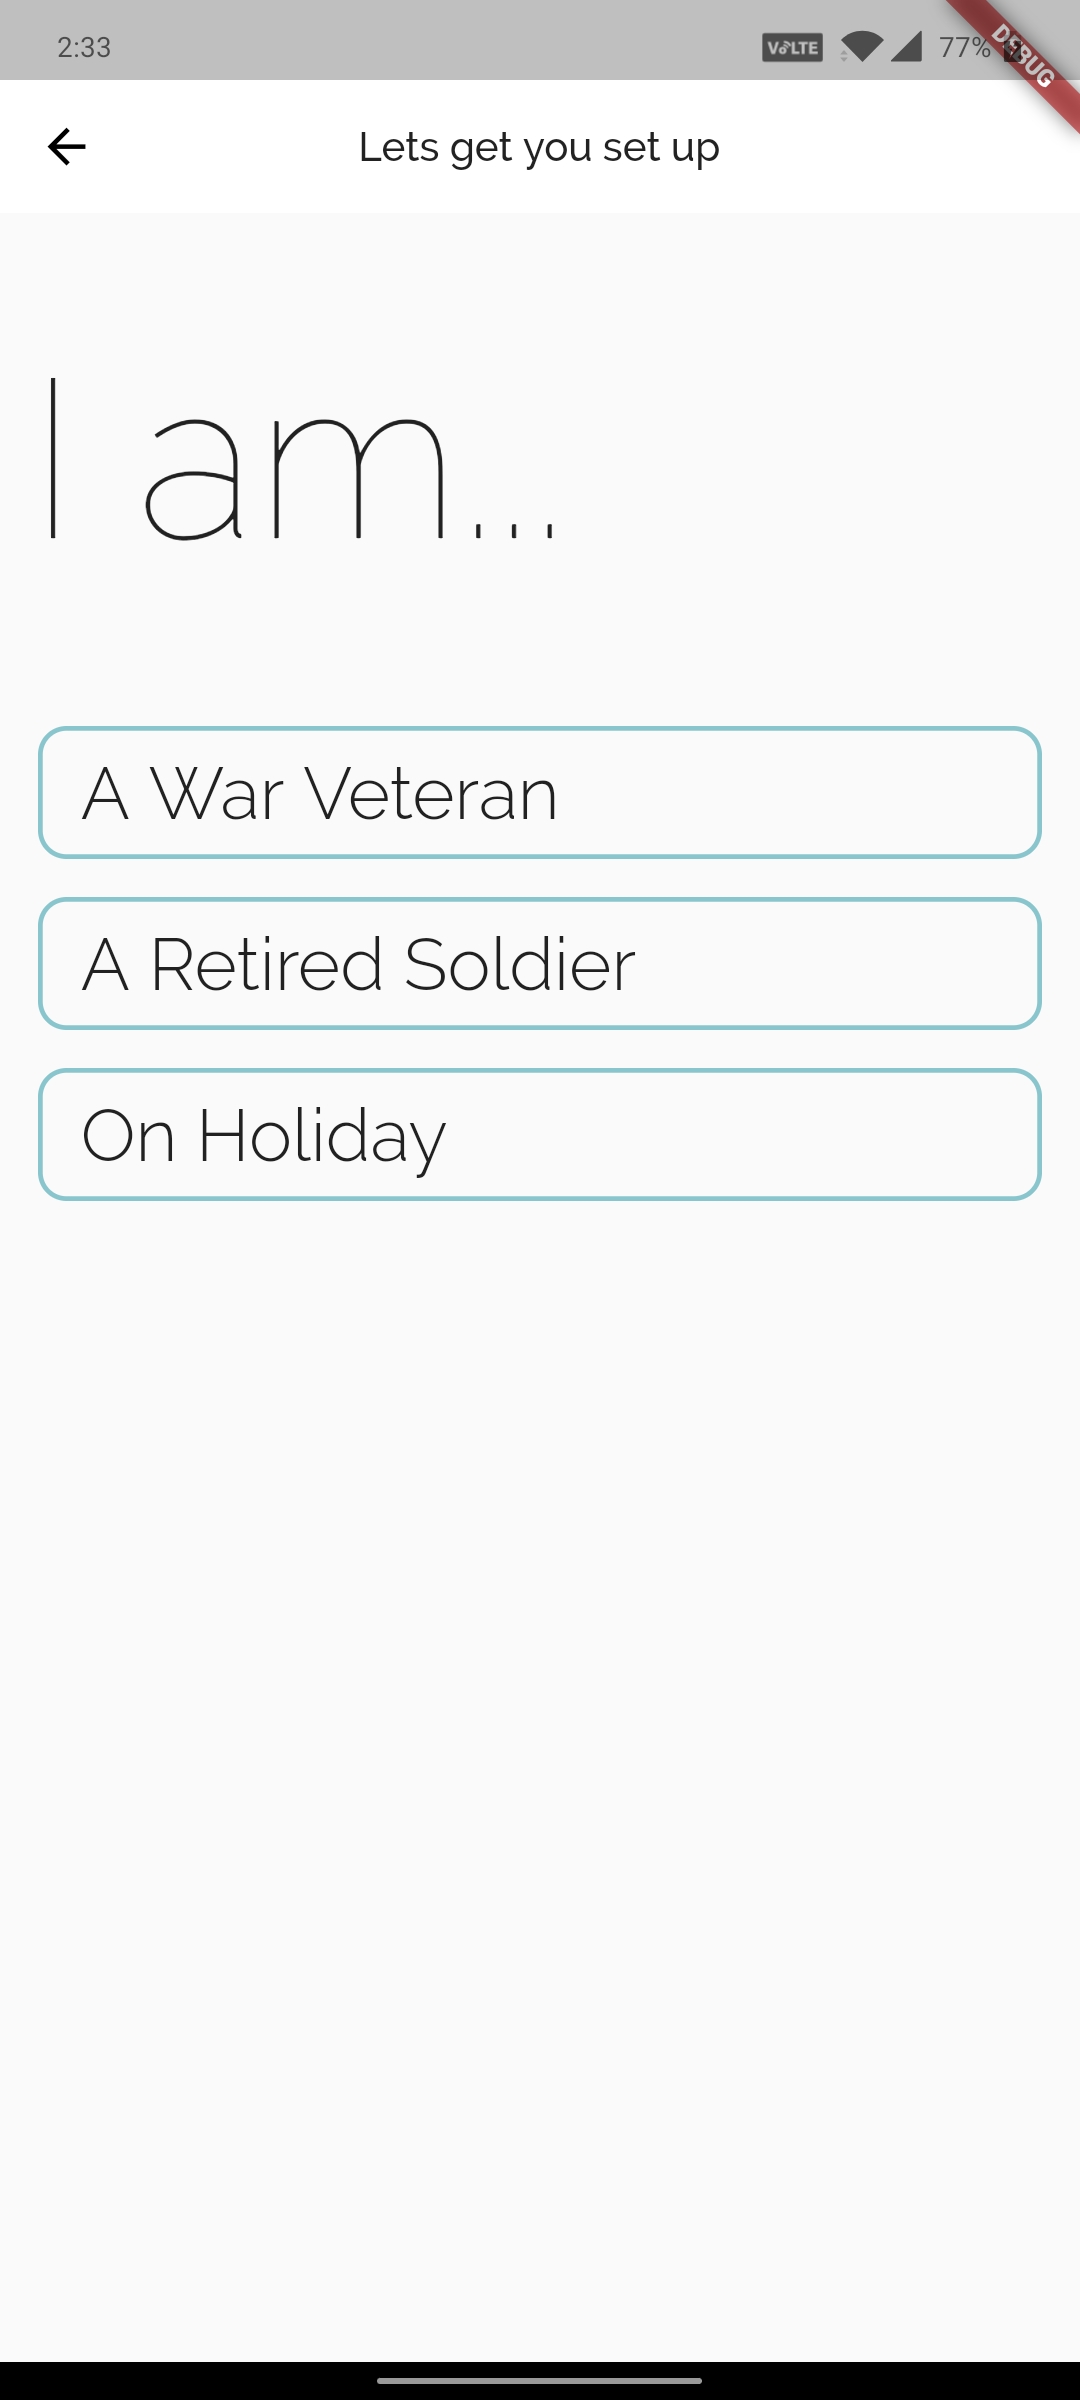 2:33 VoLTE 77% DEBUG
Lets get you set up
I am...
A War Veteran
A Retired Soldier
On Holiday